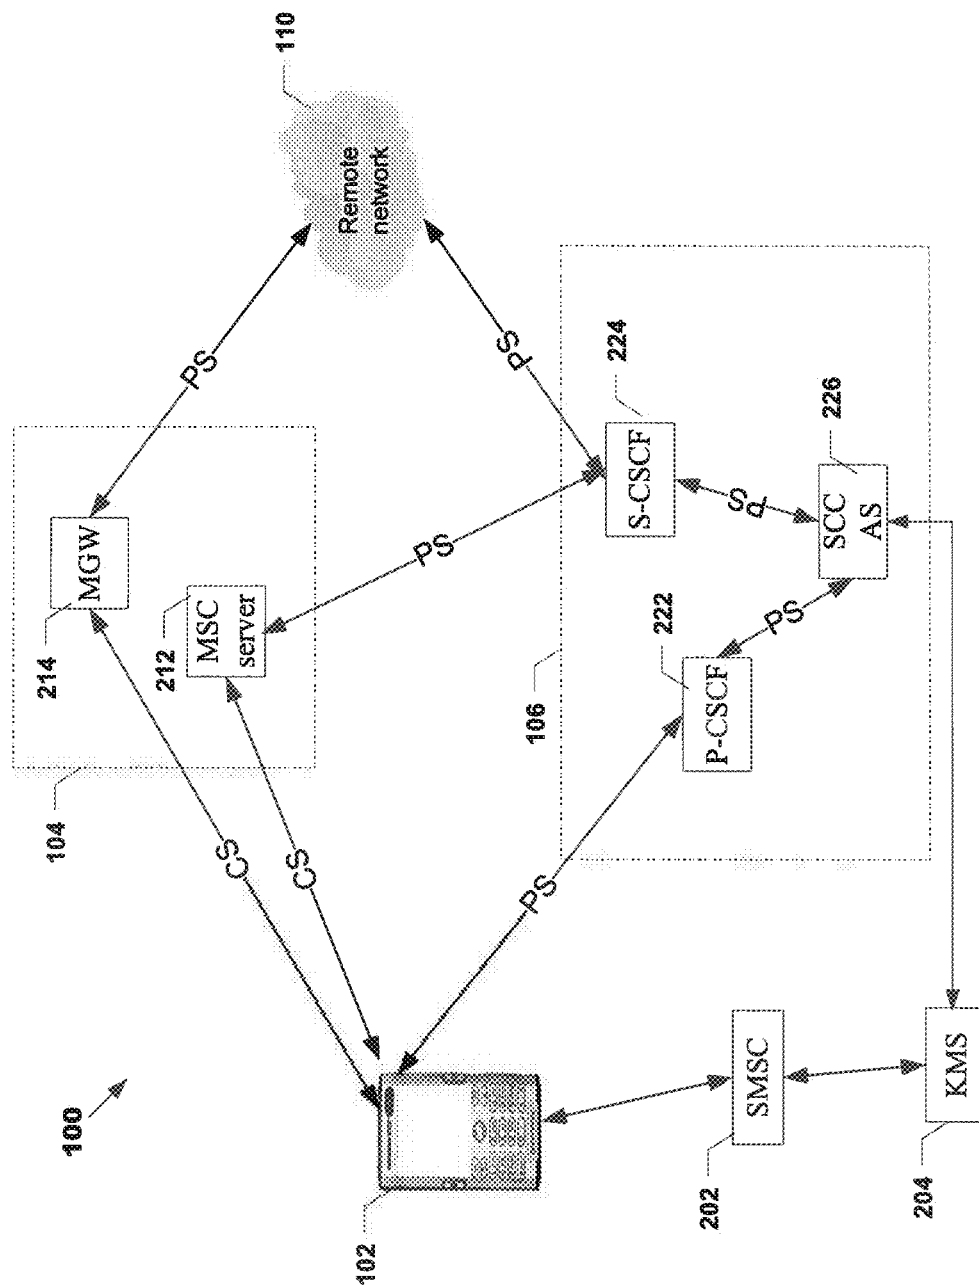 100
104
214
MGW
212
MSC
server
PS
CS
CS
110
Remote
network
102
PS
PS
106
PS
224
S-CSCF
222
P-CSCF
PS
PS
202
SMSC
226
SCC
AS
204
KMS